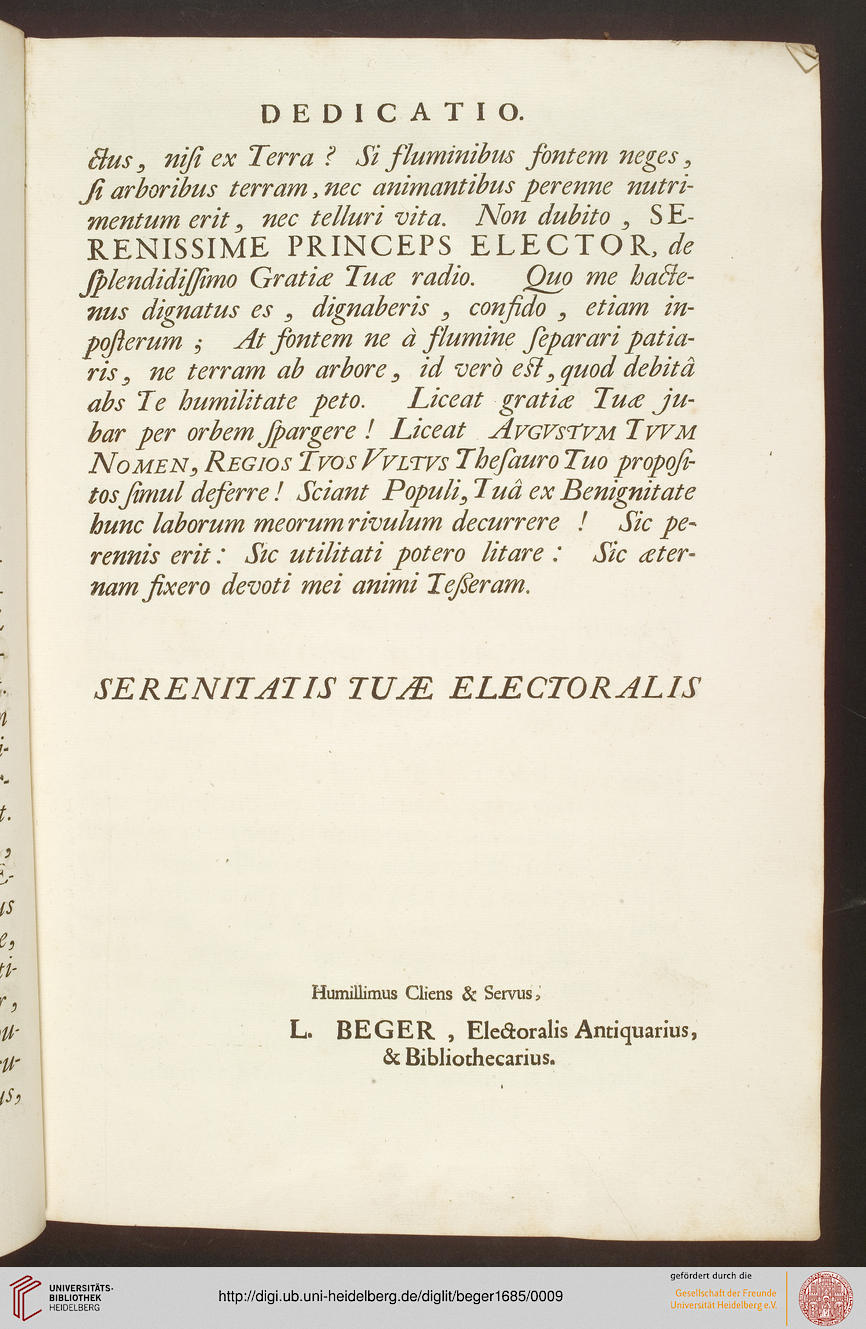 DEDICATIO.
ctus, niſi ex Terra ? Si fluminibus fontem neges,
ſi arboribus terram, nec animantibus perenne nutri-
mentum erit, nec telluri vita. Non dubito , SE-
RENISSIME PRINCEPS ELECTOR, de
ſplendidiſſimo Gratiæ Tuæ radio. Quo me hacte-
nus dignatus es , dignaberis , confido , etiam in-
poſterum ; At fontem ne à flumine ſeparari patia-
ris, ne terram ab arbore, id verò eſt, quod debitâ
abs Te humilitate peto. Liceat gratiæ Tuæ ju-
bar per orbem ſpargere ! Liceat AVGVSTVM TVVM
NOMEN, REGIOS TVOS VVLTVS Theſauro Tuo propoſi-
tos ſimul deferre ! Sciant Populi, Tuâ ex Benignitate
hunc laborum meorum rivulum decurrere ! Sic pe-
rennis erit : Sic utilitati potero litare : Sic æter-
nam fixero devoti mei animi Teßeram.
SERENITATIS TUÆ ELECTORALIS
Humillimus Cliens & Servus,
L. BEGER , Electoralis Antiquarius,
& Bibliothecarius.
UNIVERSITÄTS-
BIBLIOTHEK
HEIDELBERG
http://digi.ub.uni-heidelberg.de/diglit/beger1685/0009
gefördert durch die
Gesellschaft der Freunde
Universität Heidelberg e.V.